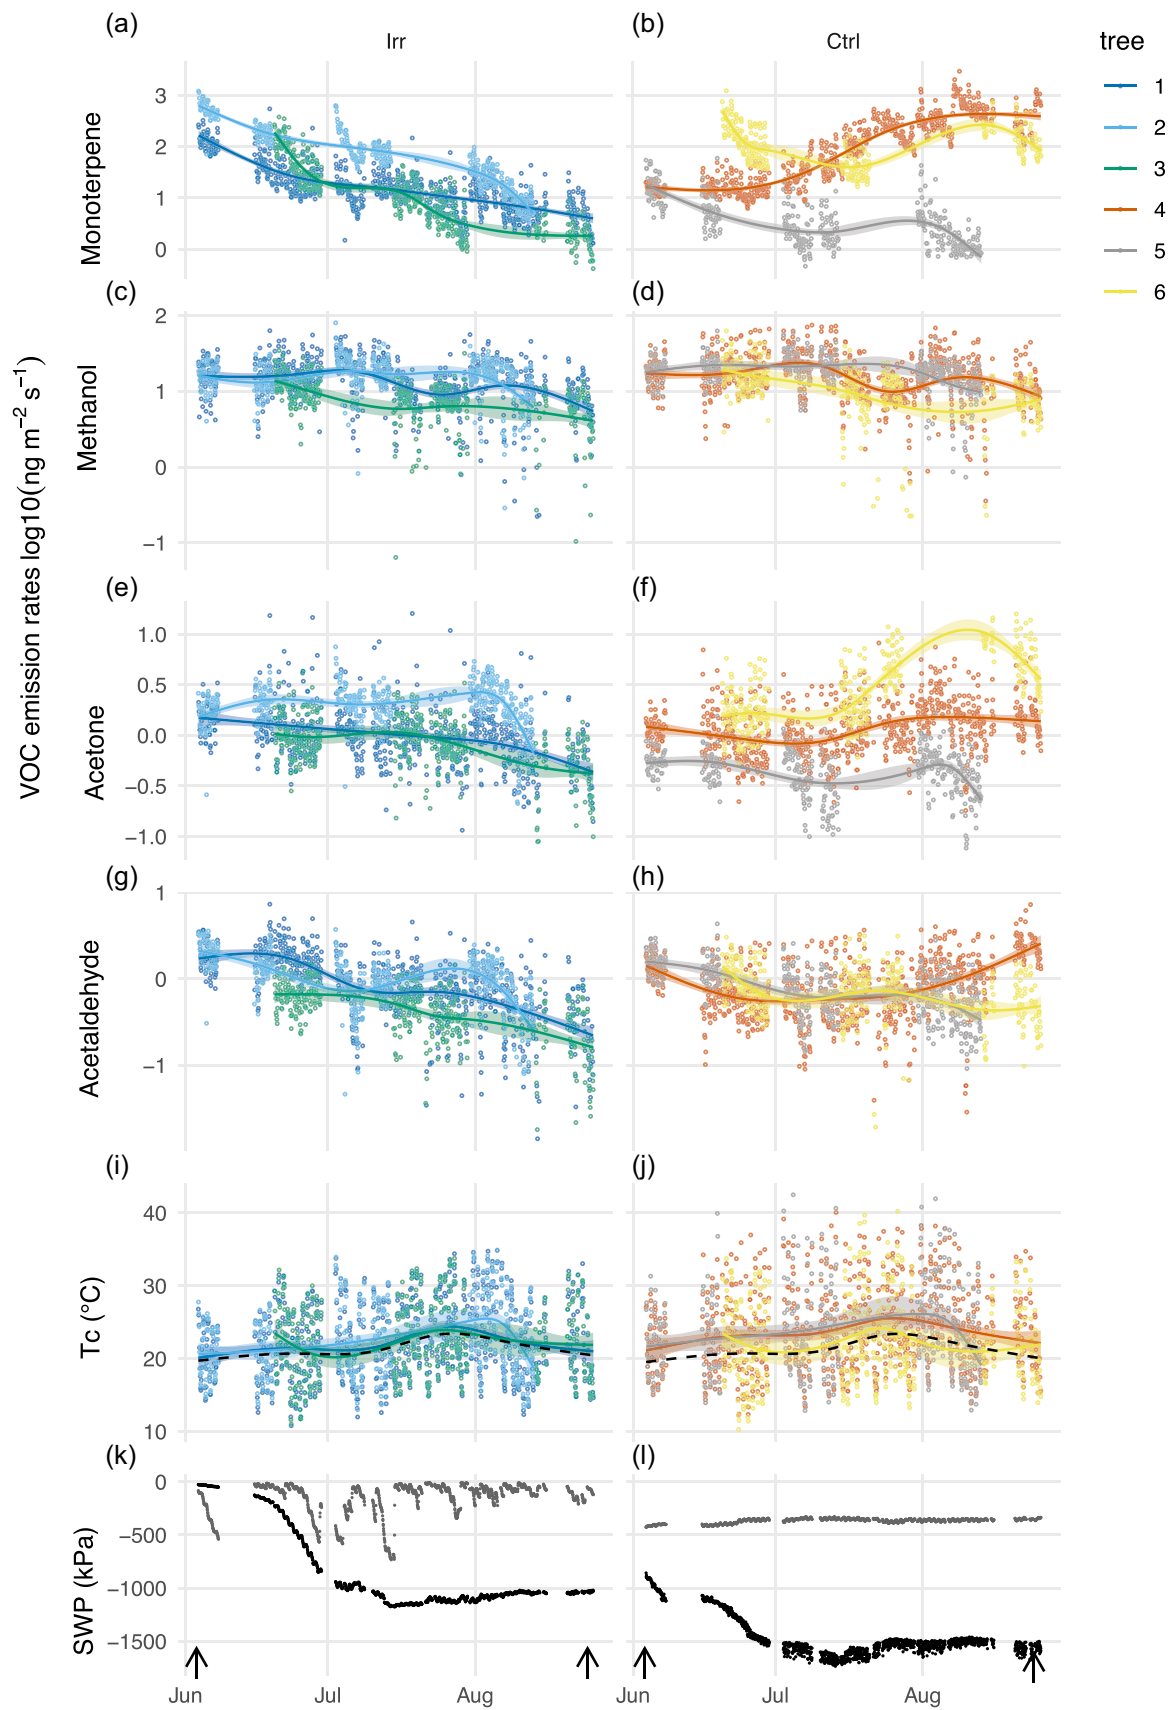 (a)
(b)
Irr
Ctrl
tree
1
2
3
4
5
6
Monoterpene
3
2
1
0
(c)
(d)
VOC emission rates log10(ng m−2 s−1)
Methanol
2
1
0
−1
(e)
(f)
Acetone
1.0
0.5
0.0
−0.5
−1.0
(g)
(h)
Acetaldehyde
1
0
−1
(i)
(j)
Tc (°C)
40
30
20
10
(k)
(l)
SWP (kPa)
0
−500
−1000
−1500
Jun
Jul
Aug
Jun
Jul
Aug